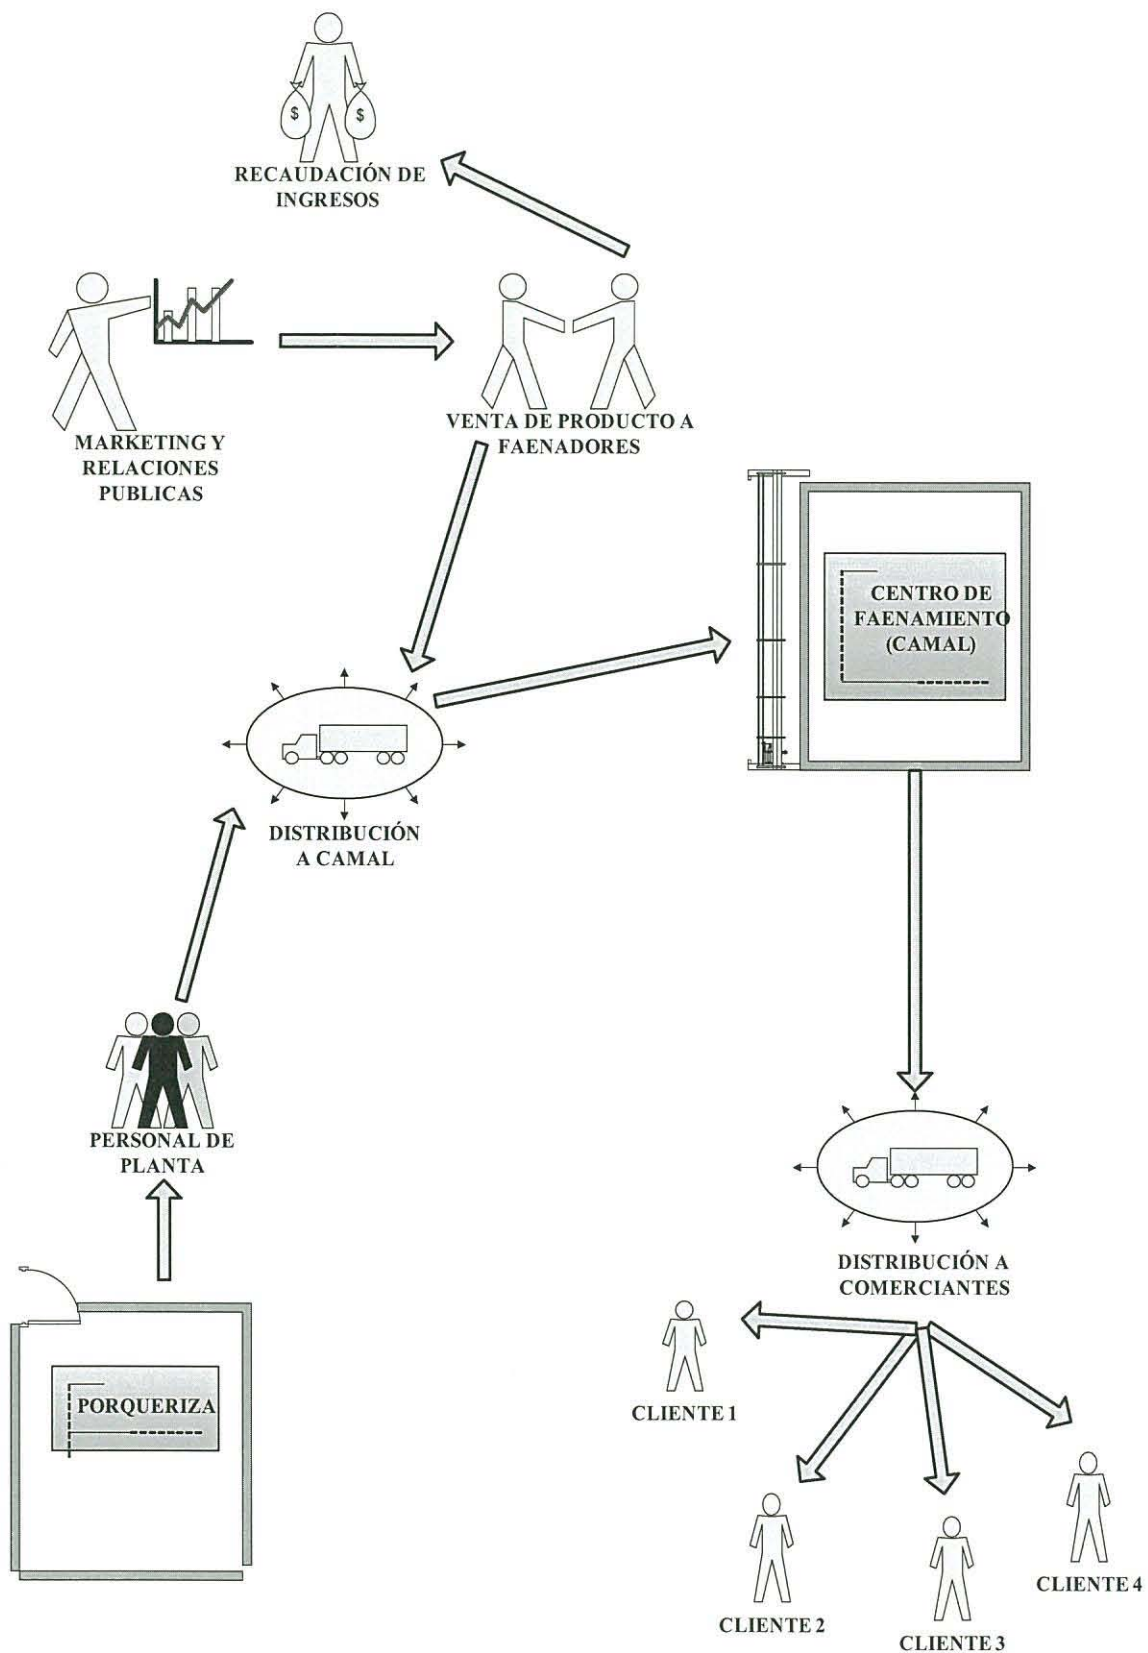 $ $
RECAUDACIÓN DE
INGRESOS
MARKETING Y
RELACIONES
PUBLICAS
VENTA DE PRODUCTO A
FAENADORES
CENTRO DE
FAENAMIENTO
(CAMAL)
DISTRIBUCIÓN
A CAMAL
PERSONAL DE
PLANTA
PORQUERIZA
DISTRIBUCIÓN A
COMERCIANTES
CLIENTE 1
CLIENTE 2
CLIENTE 3
CLIENTE 4